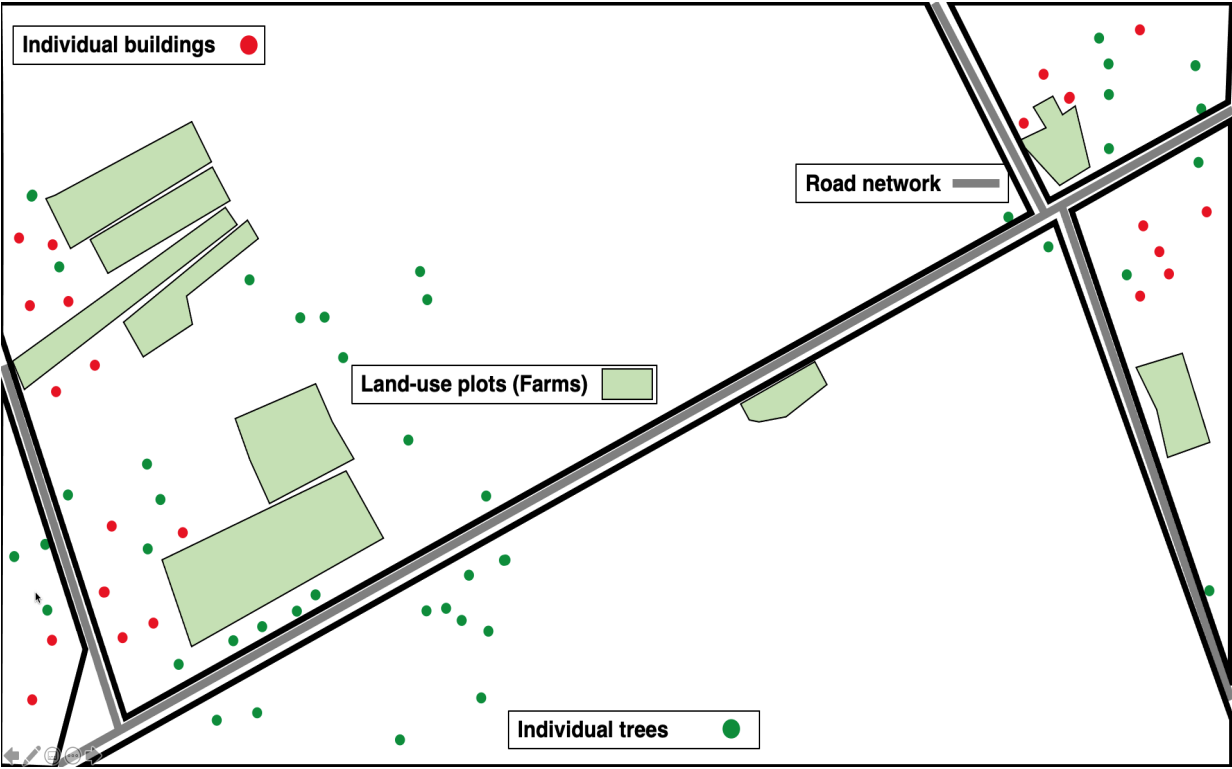 Individual buildings
Road network
Land-use plots (Farms)
Individual trees